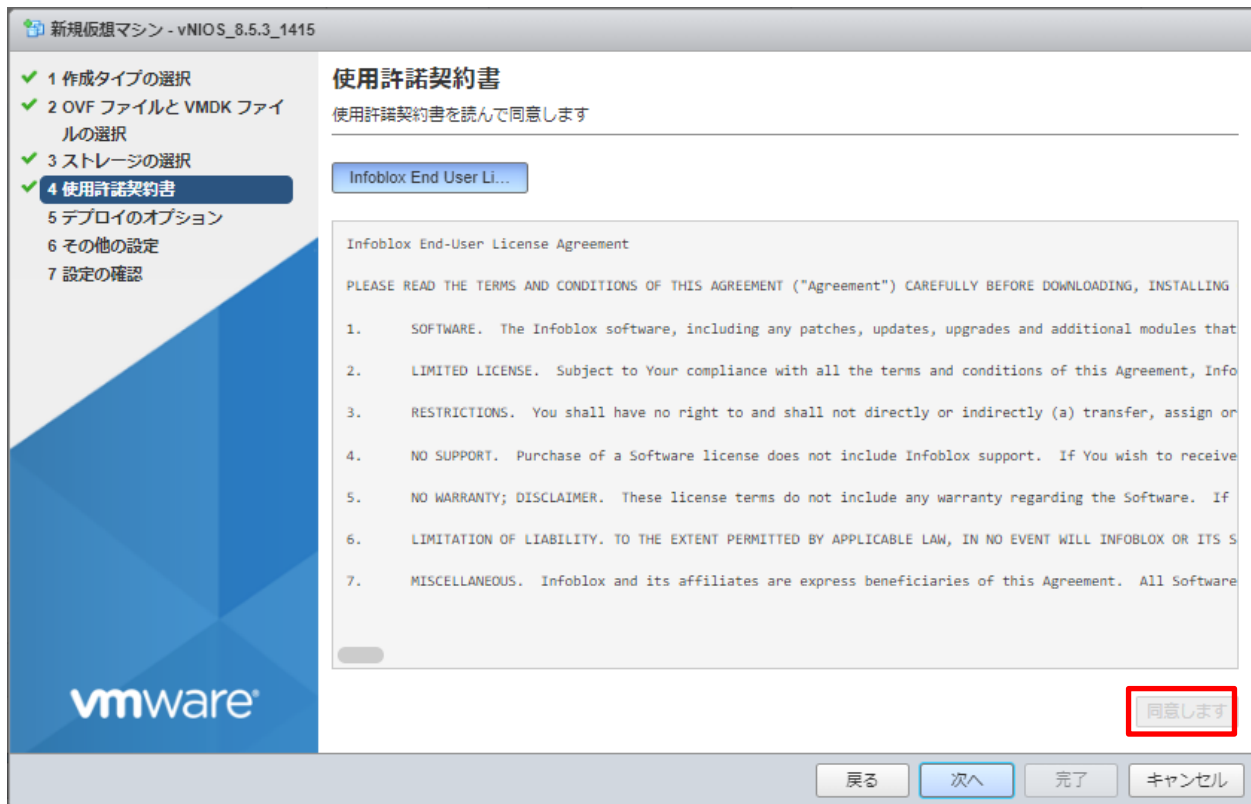 新規仮想マシン - vNIOS_8.5.3_1415
1 作成タイプの選択
2 OVF ファイルと VMDK ファイ
ルの選択
3 ストレージの選択
4 使用許諾契約書
5 デプロイのオプション
6 その他の設定
7 設定の確認
vmware®
使用許諾契約書
使用許諾契約書を読んで同意します
Infoblox End User Li...
Infoblox End-User License Agreement
PLEASE READ THE TERMS AND CONDITIONS OF THIS AGREEMENT ("Agreement") CAREFULLY BEFORE DOWNLOADING, INSTALLING
1. SOFTWARE. The Infoblox software, including any patches, updates, upgrades and additional modules that
2. LIMITED LICENSE. Subject to Your compliance with all the terms and conditions of this Agreement, Info
3. RESTRICTIONS. You shall have no right to and shall not directly or indirectly (a) transfer, assign or
4. NO SUPPORT. Purchase of a Software license does not include Infoblox support. If You wish to receive
5. NO WARRANTY; DISCLAIMER. These license terms do not include any warranty regarding the Software. If
6. LIMITATION OF LIABILITY. TO THE EXTENT PERMITTED BY APPLICABLE LAW, IN NO EVENT WILL INFOBLOX OR ITS S
7. MISCELLANEOUS. Infoblox and its affiliates are express beneficiaries of this Agreement. All Software
同意します
戻る 次へ 完了 キャンセル